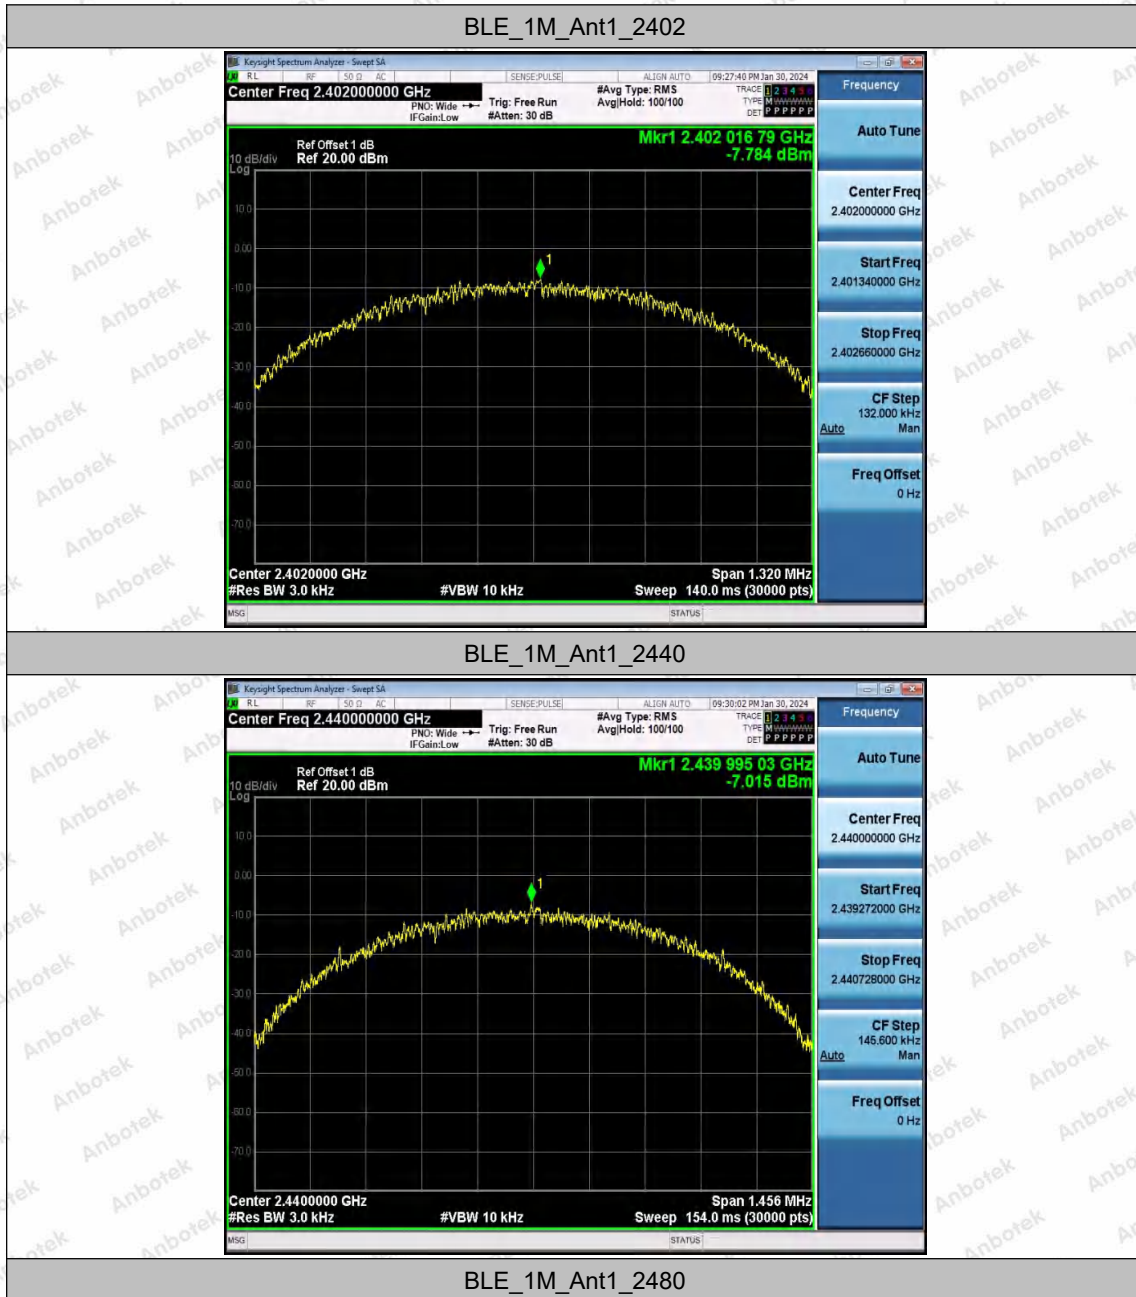 BLE_1M_Ant1_2402
Keysight Spectrum Analyzer - Swept SA
RL RF 50 Ω AC SENSE:PULSE ALIGN AUTO 09:27:40 PM Jan 30, 2024
Center Freq 2.402000000 GHz
PNO: Wide
IFGain:Low
Trig: Free Run
#Atten: 30 dB
#Avg Type: RMS
Avg|Hold: 100/100
TRACE 1 2 3 4 5 6
TYPE M WWWWW
DET P P P P P P
Frequency
Mkr1 2.402 016 79 GHz
-7.784 dBm
Ref Offset 1 dB
10 dB/div Ref 20.00 dBm
Log
10.0
0.00
-10.0
-20.0
-30.0
-40.0
-50.0
-60.0
-70.0
1
Center 2.4020000 GHz
Span 1.320 MHz
#Res BW 3.0 kHz
#VBW 10 kHz
Sweep 140.0 ms (30000 pts)
MSG
STATUS
Auto Tune
Center Freq
2.402000000 GHz
Start Freq
2.401340000 GHz
Stop Freq
2.402660000 GHz
CF Step
132.000 kHz
Auto Man
Freq Offset
0 Hz
BLE_1M_Ant1_2440
Keysight Spectrum Analyzer - Swept SA
RL RF 50 Ω AC SENSE:PULSE ALIGN AUTO 09:30:02 PM Jan 30, 2024
Center Freq 2.440000000 GHz
PNO: Wide
IFGain:Low
Trig: Free Run
#Atten: 30 dB
#Avg Type: RMS
Avg|Hold: 100/100
TRACE 1 2 3 4 5 6
TYPE M WWWWW
DET P P P P P P
Frequency
Mkr1 2.439 995 03 GHz
-7.015 dBm
Ref Offset 1 dB
10 dB/div Ref 20.00 dBm
Log
10.0
0.00
-10.0
-20.0
-30.0
-40.0
-50.0
-60.0
-70.0
1
Center 2.4400000 GHz
Span 1.456 MHz
#Res BW 3.0 kHz
#VBW 10 kHz
Sweep 154.0 ms (30000 pts)
MSG
STATUS
Auto Tune
Center Freq
2.440000000 GHz
Start Freq
2.439272000 GHz
Stop Freq
2.440728000 GHz
CF Step
145.600 kHz
Auto Man
Freq Offset
0 Hz
BLE_1M_Ant1_2480
Anbotek